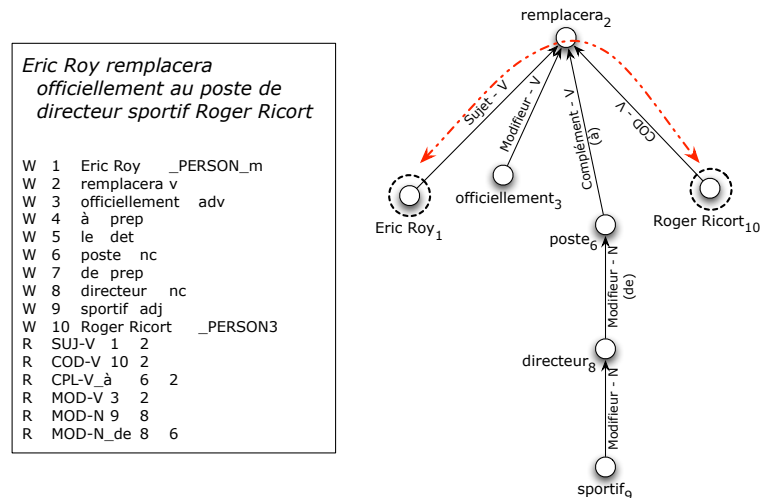 Eric Roy remplacera
officiellement au poste de
directeur sportif Roger Ricort
W 1 Eric Roy _PERSON_m
W 2 remplacera v
W 3 officiellement adv
W 4 à prep
W 5 le det
W 6 poste nc
W 7 de prep
W 8 directeur nc
W 9 sportif adj
W 10 Roger Ricort _PERSON3
R SUJ-V 1 2
R COD-V 10 2
R CPL-V_à 6 2
R MOD-V 3 2
R MOD-N 9 8
R MOD-N_de 8 6
remplacera2
Sujet - V
Modifieur - V
Complément - V
(à)
COD - V
Eric Roy1
officiellement3
Roger Ricort10
poste6
Modifieur - N
(de)
directeur8
Modifieur - N
sportif9